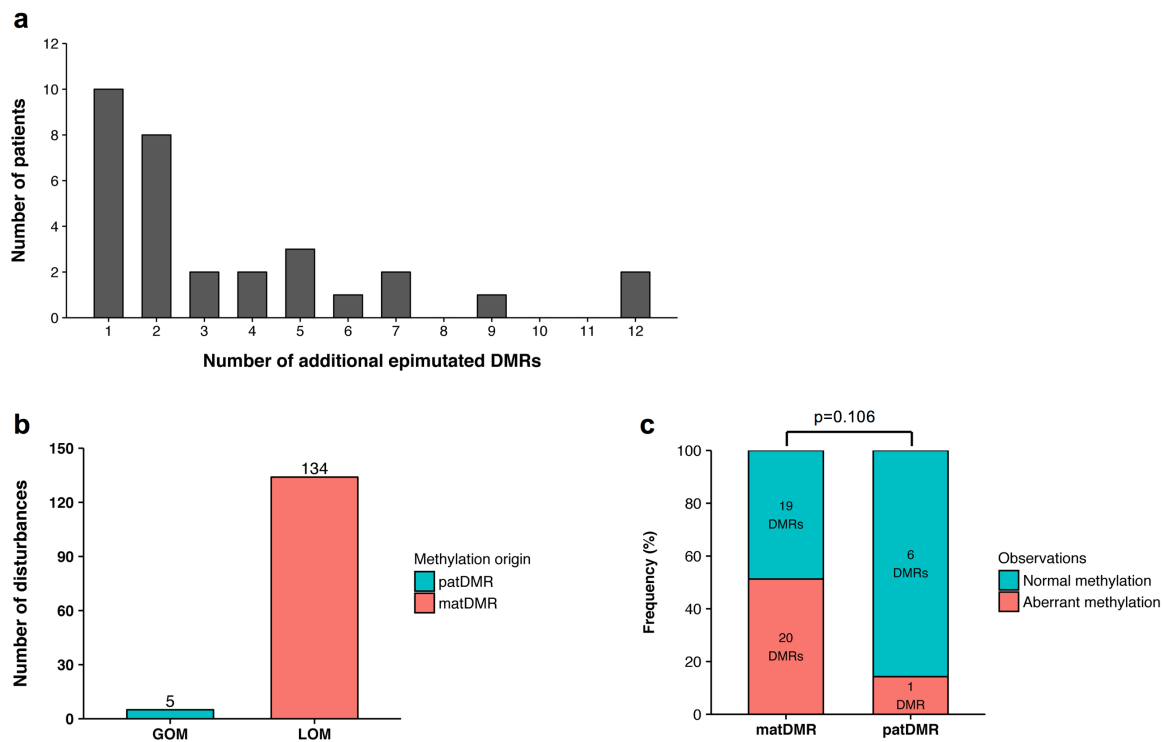 a
Number of patients
12
10
8
6
4
2
0
1 2 3 4 5 6 7 8 9 10 11 12
Number of additional epimutated DMRs
b
Number of disturbances
150
120
90
60
30
0
5
134
GOM LOM
Methylation origin
patDMR
matDMR
c
p=0.106
Frequency (%)
100
80
60
40
20
0
19
DMRs
20
DMRs
6
DMRs
1
DMR
matDMR patDMR
Observations
Normal methylation
Aberrant methylation